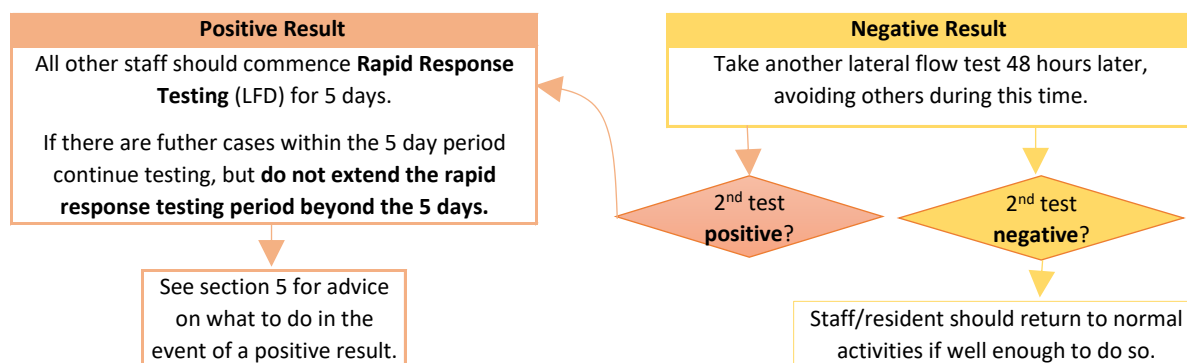 Positive Result
All other staff should commence Rapid Response
Testing (LFD) for 5 days.
If there are futher cases within the 5 day period
continue testing, but do not extend the rapid
response testing period beyond the 5 days.
See section 5 for advice
on what to do in the
event of a positive result.
Negative Result
Take another lateral flow test 48 hours later,
avoiding others during this time.
2nd test
positive?
2nd test
negative?
Staff/resident should return to normal
activities if well enough to do so.